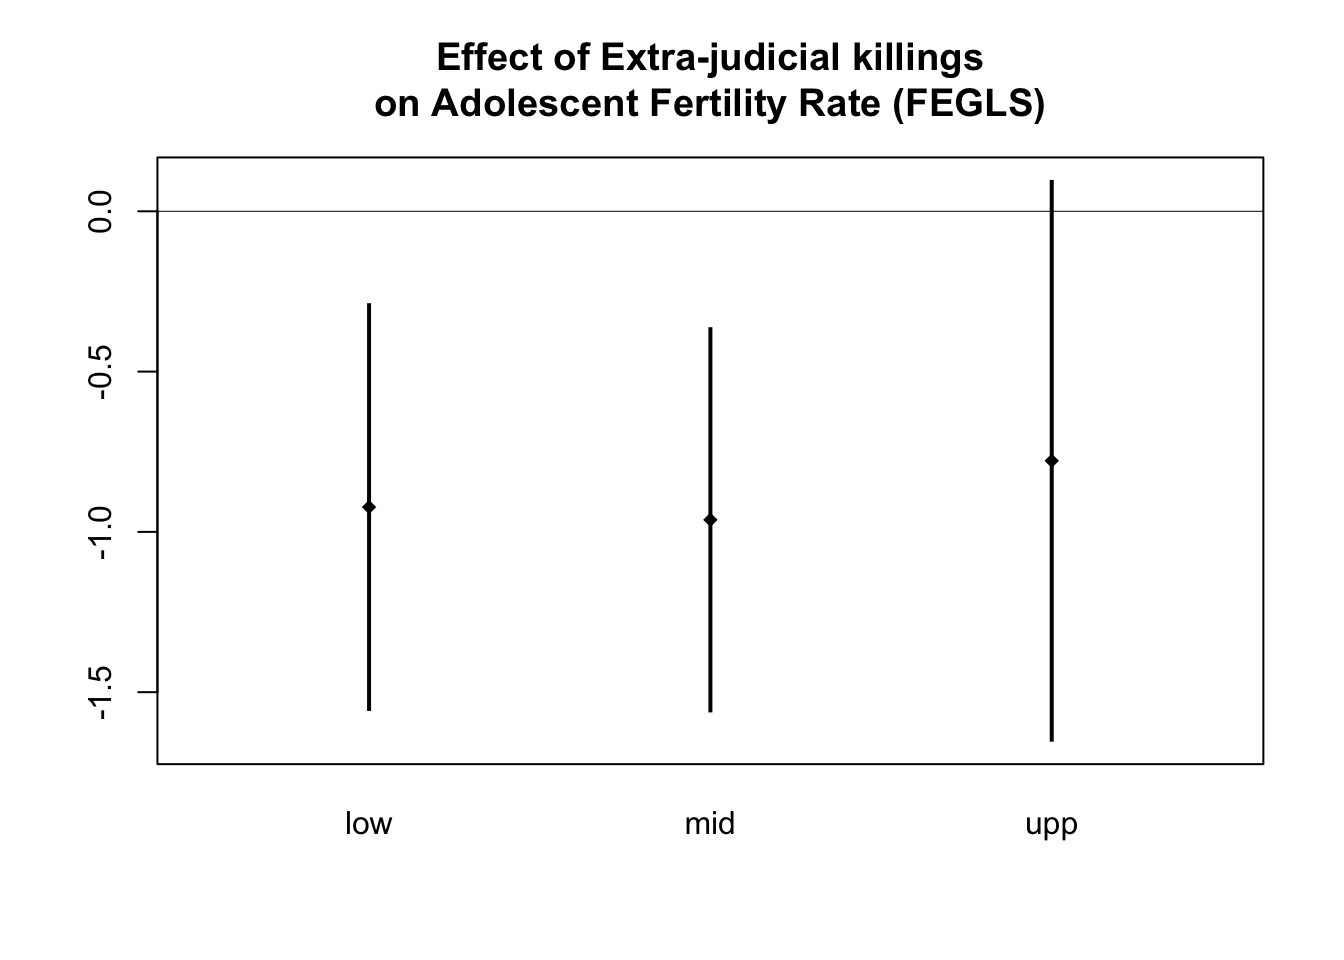 Effect of Extra-judicial killings
on Adolescent Fertility Rate (FEGLS)
0.0
-0.5
-1.0
-1.5
low mid upp